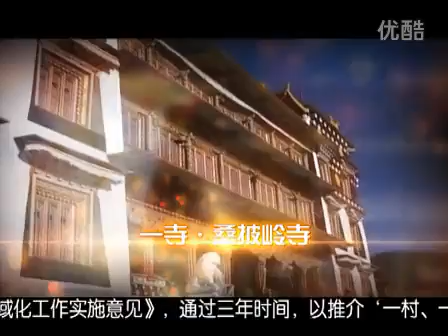 优酷
一寺·桑披岭寺
域化工作实施意见》，通过三年时间，以推介‘一村、一